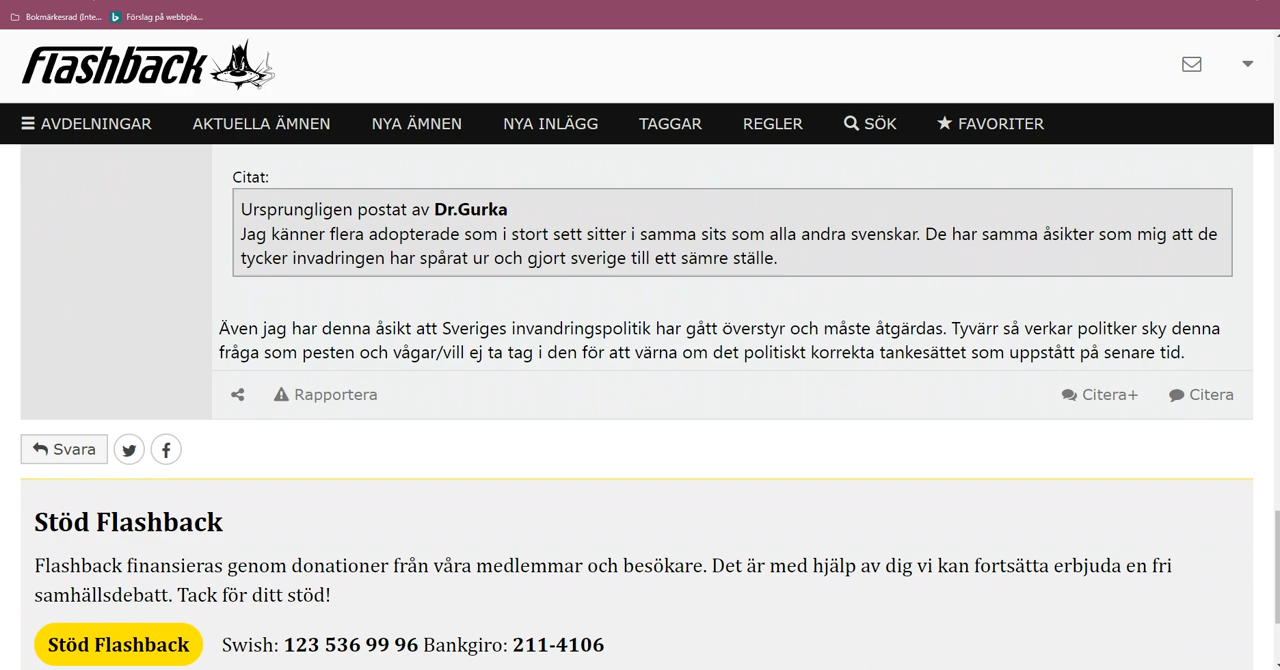 Bokmärkesrad (Inte...
Förslag på webbpla...
flashback
AVDELNINGAR
AKTUELLA ÄMNEN
NYA ÄMNEN
NYA INLÄGG
TAGGAR
REGLER
SÖK
FAVORITER
Citat:
Ursprungligen postat av Dr.Gurka
Jag känner flera adopterade som i stort sett sitter i samma sits som alla andra svenskar. De har samma åsikter som mig att de
tycker invadringen har spårat ur och gjort sverige till ett sämre ställe.
Även jag har denna åsikt att Sveriges invandringspolitik har gått överstyr och måste åtgärdas. Tyvärr så verkar politker sky denna
fråga som pesten och vågar/vill ej ta tag i den för att värna om det politiskt korrekta tankesättet som uppstått på senare tid.
Rapportera
Citera+
Citera
Svara
Stöd Flashback
Flashback finansieras genom donationer från våra medlemmar och besökare. Det är med hjälp av dig vi kan fortsätta erbjuda en fri
samhällsdebatt. Tack för ditt stöd!
Stöd Flashback
Swish: 123 536 99 96 Bankgiro: 211-4106